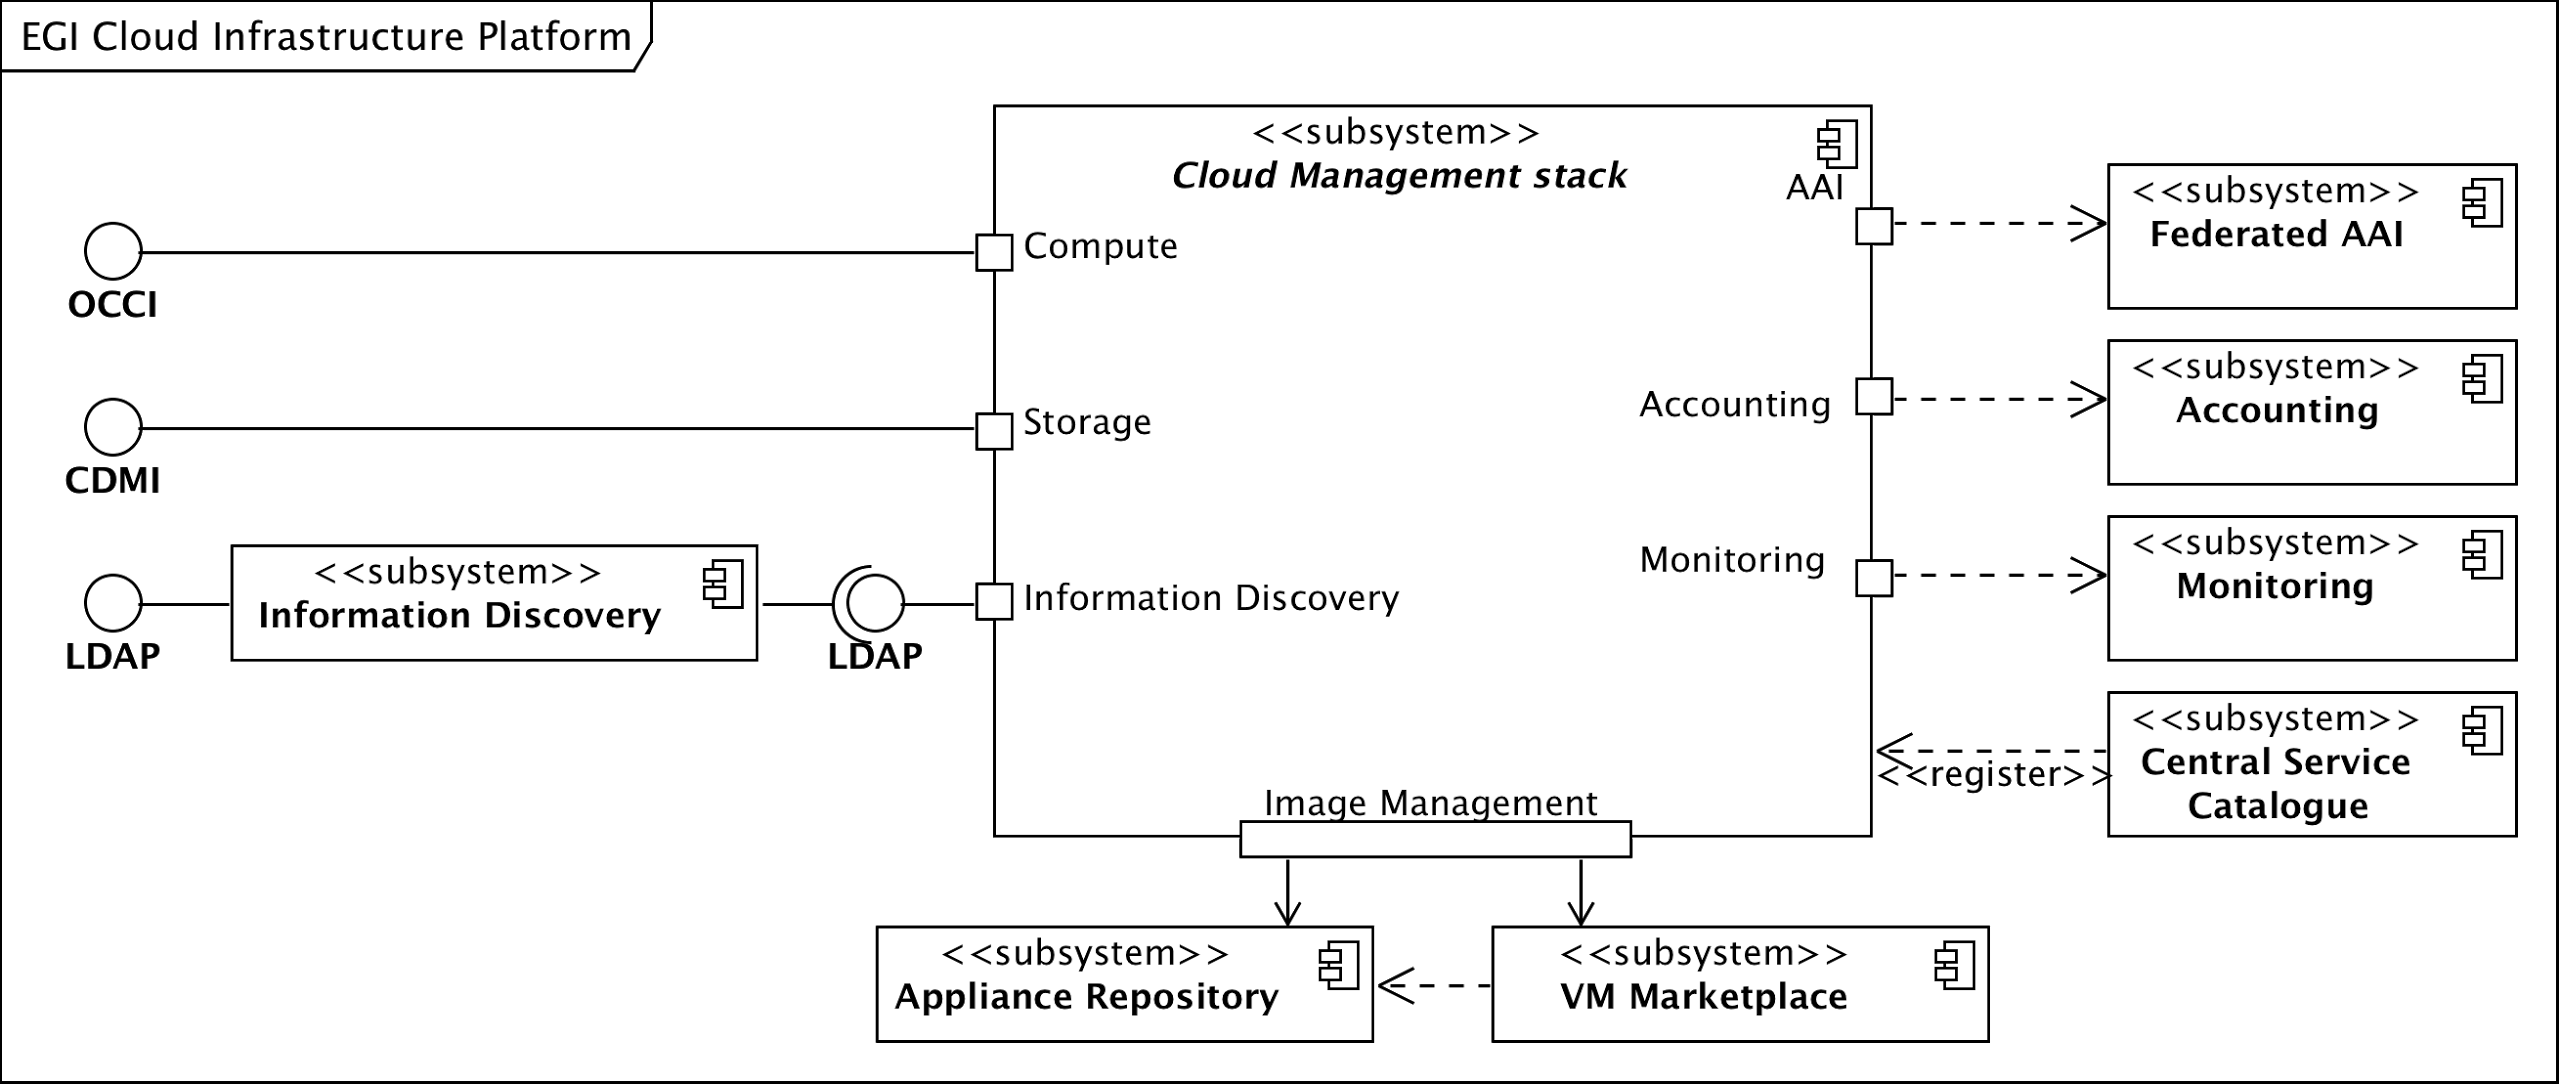 EGI Cloud Infrastructure Platform
<<subsystem>>
Cloud Management stack
AAI
<<subsystem>>
Federated AAI
Compute
OCCI
<<subsystem>>
Accounting
Accounting
Storage
CDMI
<<subsystem>>
Monitoring
Monitoring
<<subsystem>>
Information Discovery
Information Discovery
LDAP
LDAP
<<subsystem>>
Central Service
Catalogue
<<register>>
Image Management
<<subsystem>>
Appliance Repository
<<subsystem>>
VM Marketplace